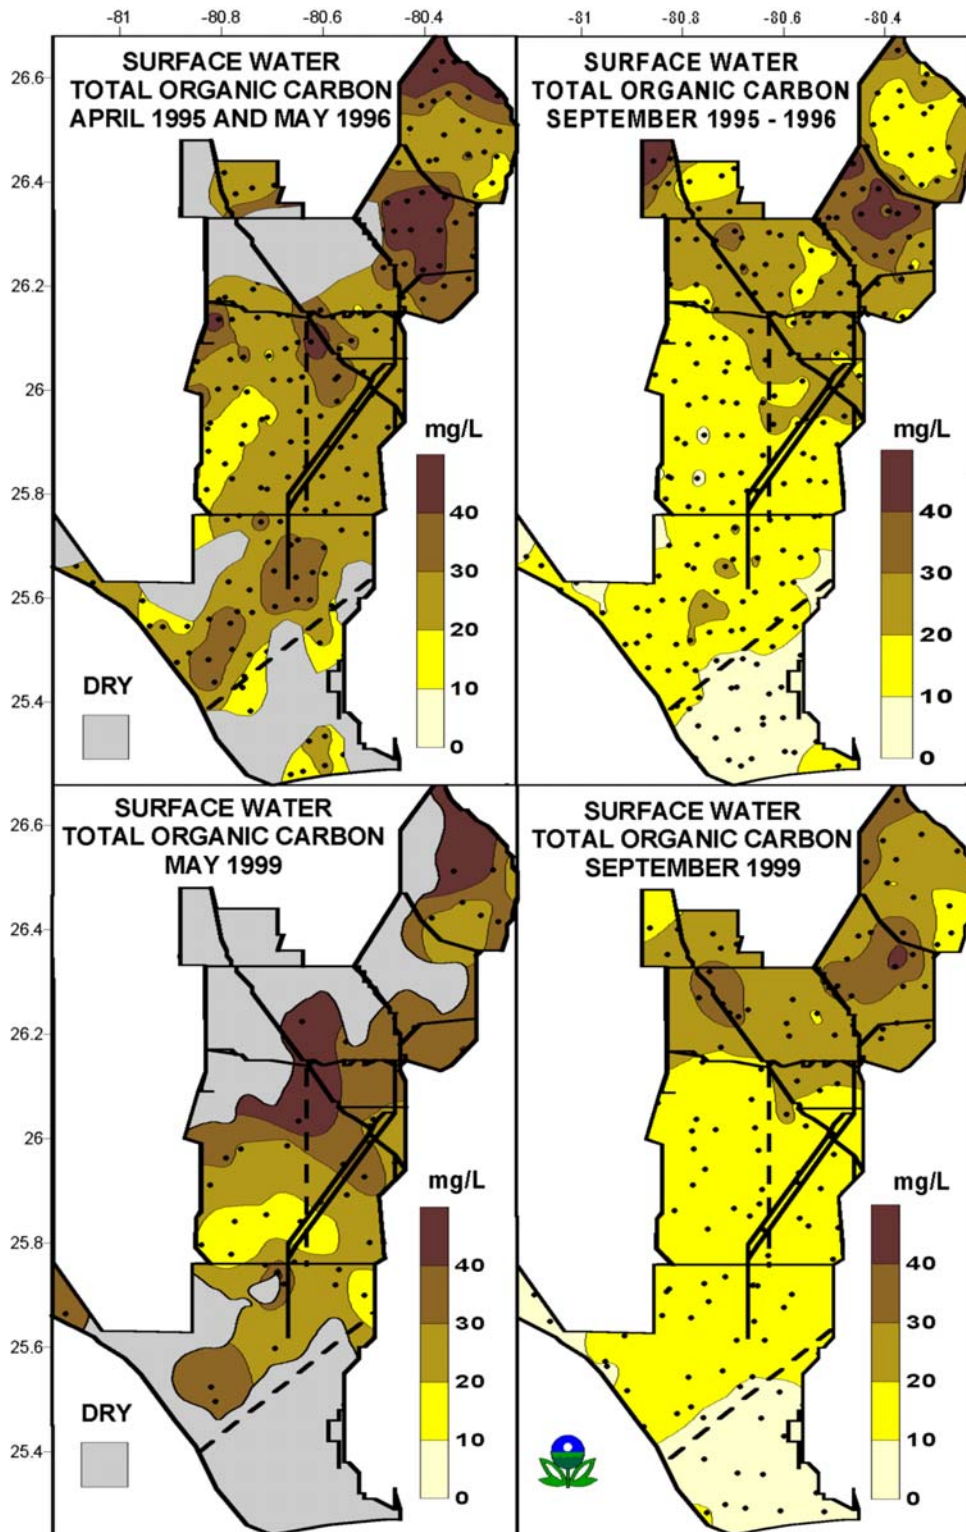 -81 -80.8 -80.6 -80.4 -81 -80.8 -80.6 -80.4
SURFACE WATER
TOTAL ORGANIC CARBON
APRIL 1995 AND MAY 1996
SURFACE WATER
TOTAL ORGANIC CARBON
SEPTEMBER 1995 - 1996
26.6
26.4
26.2
26
25.8
25.6
25.4
mg/L
40
30
20
10
0
DRY
mg/L
40
30
20
10
0
SURFACE WATER
TOTAL ORGANIC CARBON
MAY 1999
SURFACE WATER
TOTAL ORGANIC CARBON
SEPTEMBER 1999
26.6
26.4
26.2
26
25.8
25.6
25.4
mg/L
40
30
20
10
0
DRY
mg/L
40
30
20
10
0